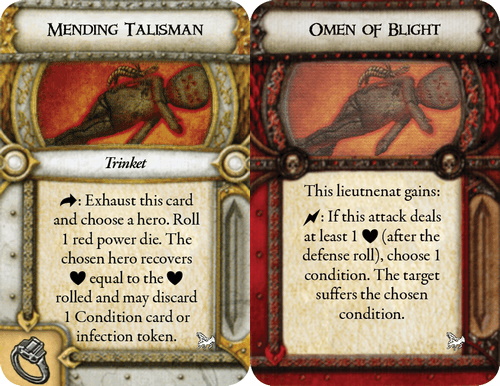 MENDING TALISMAN
Trinket
: Exhaust this card
and choose a hero. Roll
1 red power die. The
chosen hero recovers
♥ equal to the ♥
rolled and may discard
1 Condition card or
infection token.
OMEN OF BLIGHT
This lieutnenat gains:
: If this attack deals
at least 1 ♥ (after the
defense roll), choose 1
condition. The target
suffers the chosen
condition.